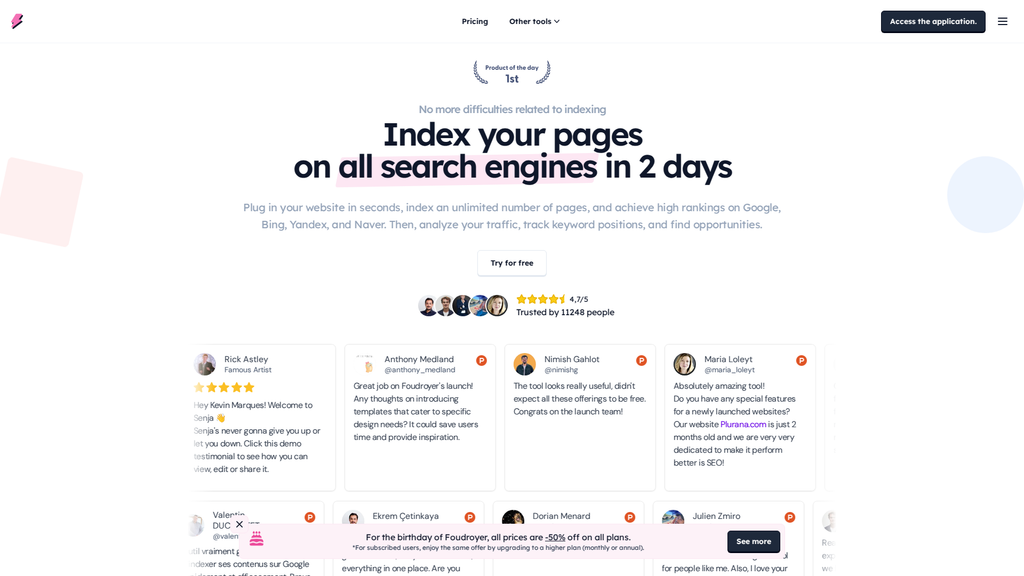 Pricing
Other tools
Access the application.
Product of the day
1st
No more difficulties related to indexing
Index your pages
on all search engines in 2 days
Plug in your website in seconds, index an unlimited number of pages, and achieve high rankings on Google,
Bing, Yandex, and Naver. Then, analyze your traffic, track keyword positions, and find opportunities.
Try for free
4,7/5
Trusted by 11248 people
Rick Astley
Famous Artist
Hey Kevin Marques! Welcome to
Senja 👋
Senja's never gonna give you up or
let you down. Click this demo
testimonial to see how you can
view, edit or share it.
Anthony Medland
@anthony_medland
Great job on Foudroyer's launch!
Any thoughts on introducing
templates that cater to specific
design needs? It could save users
time and provide inspiration.
Nimish Gahlot
@nimishg
The tool looks really useful, didn't
expect all these offerings to be free.
Congrats on the launch team!
Maria Loleyt
@maria_loleyt
Absolutely amazing tool!
Do you have any special features
for a newly launched websites?
Our website Plurana.com is just 2
months old and we are very very
dedicated to make it perform
better is SEO!
Valentin
Ekrem Çetinkaya
Dorian Menard
Julien Zmiro
For the birthday of Foudroyer, all prices are -50% off on all plans.
*For subscribed users, enjoy the same offer by upgrading to a higher plan (monthly or annual).
See more
vraiment
indexer ses contenus sur Google
everything in one place. Are you
for people like me. Also, I love your